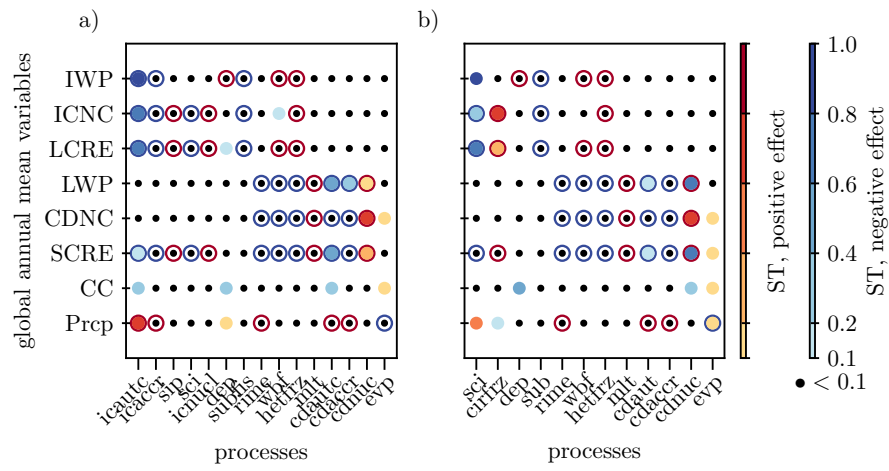 a)
b)
global annual mean variables
IWP
ICNC
LCRE
LWP
CDNC
SCRE
CC
Prcp
icautc
icaccr
sip
sci
icnucl
dep
subhs
rime
wbf
hetfrz
mlt
cdautc
cdaccr
cdnuc
evp
processes
sci
cirfrz
dep
sub
rime
wbf
hetfrz
mlt
cdaut
cdaccr
cdnuc
evp
processes
ST, positive effect
ST, negative effect
1.0
0.8
0.6
0.4
0.2
0.1
< 0.1